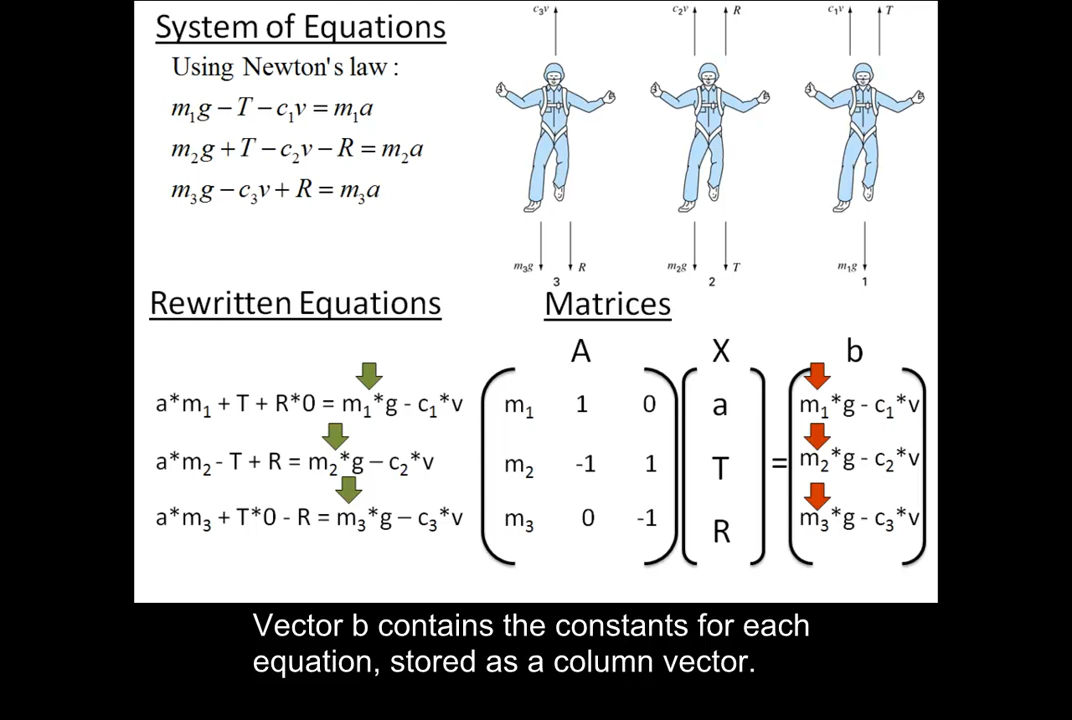 System of Equations
Using Newton's law :
m₁g − T − c₁v = m₁a
m₂g + T − c₂v − R = m₂a
m₃g − c₃v + R = m₃a
c₃v
c₂v R
c₁v T
m₃g R
m₂g T
m₁g
3
2
1
Rewritten Equations
Matrices
A
X
b
a*m₁ + T + R*0 = m₁*g - c₁*v
a*m₂ - T + R = m₂*g – c₂*v
a*m₃ + T*0 - R = m₃*g – c₃*v
m₁ 1 0
m₂ -1 1
m₃ 0 -1
a
T
R
=
m₁*g - c₁*v
m₂*g - c₂*v
m₃*g - c₃*v
Vector b contains the constants for each
equation, stored as a column vector.